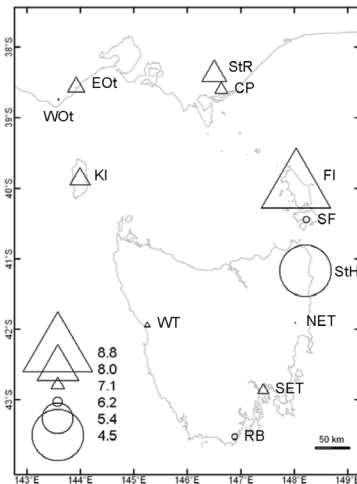 38°S
39°S
40°S
41°S
42°S
43°S
StR
EOt
CP
WOt
KI
FI
SF
StH
WT
NET
SET
RB
8.8
8.0
7.1
6.2
5.4
4.5
50 km
143°E
144°E
145°E
146°E
147°E
148°E
149°E